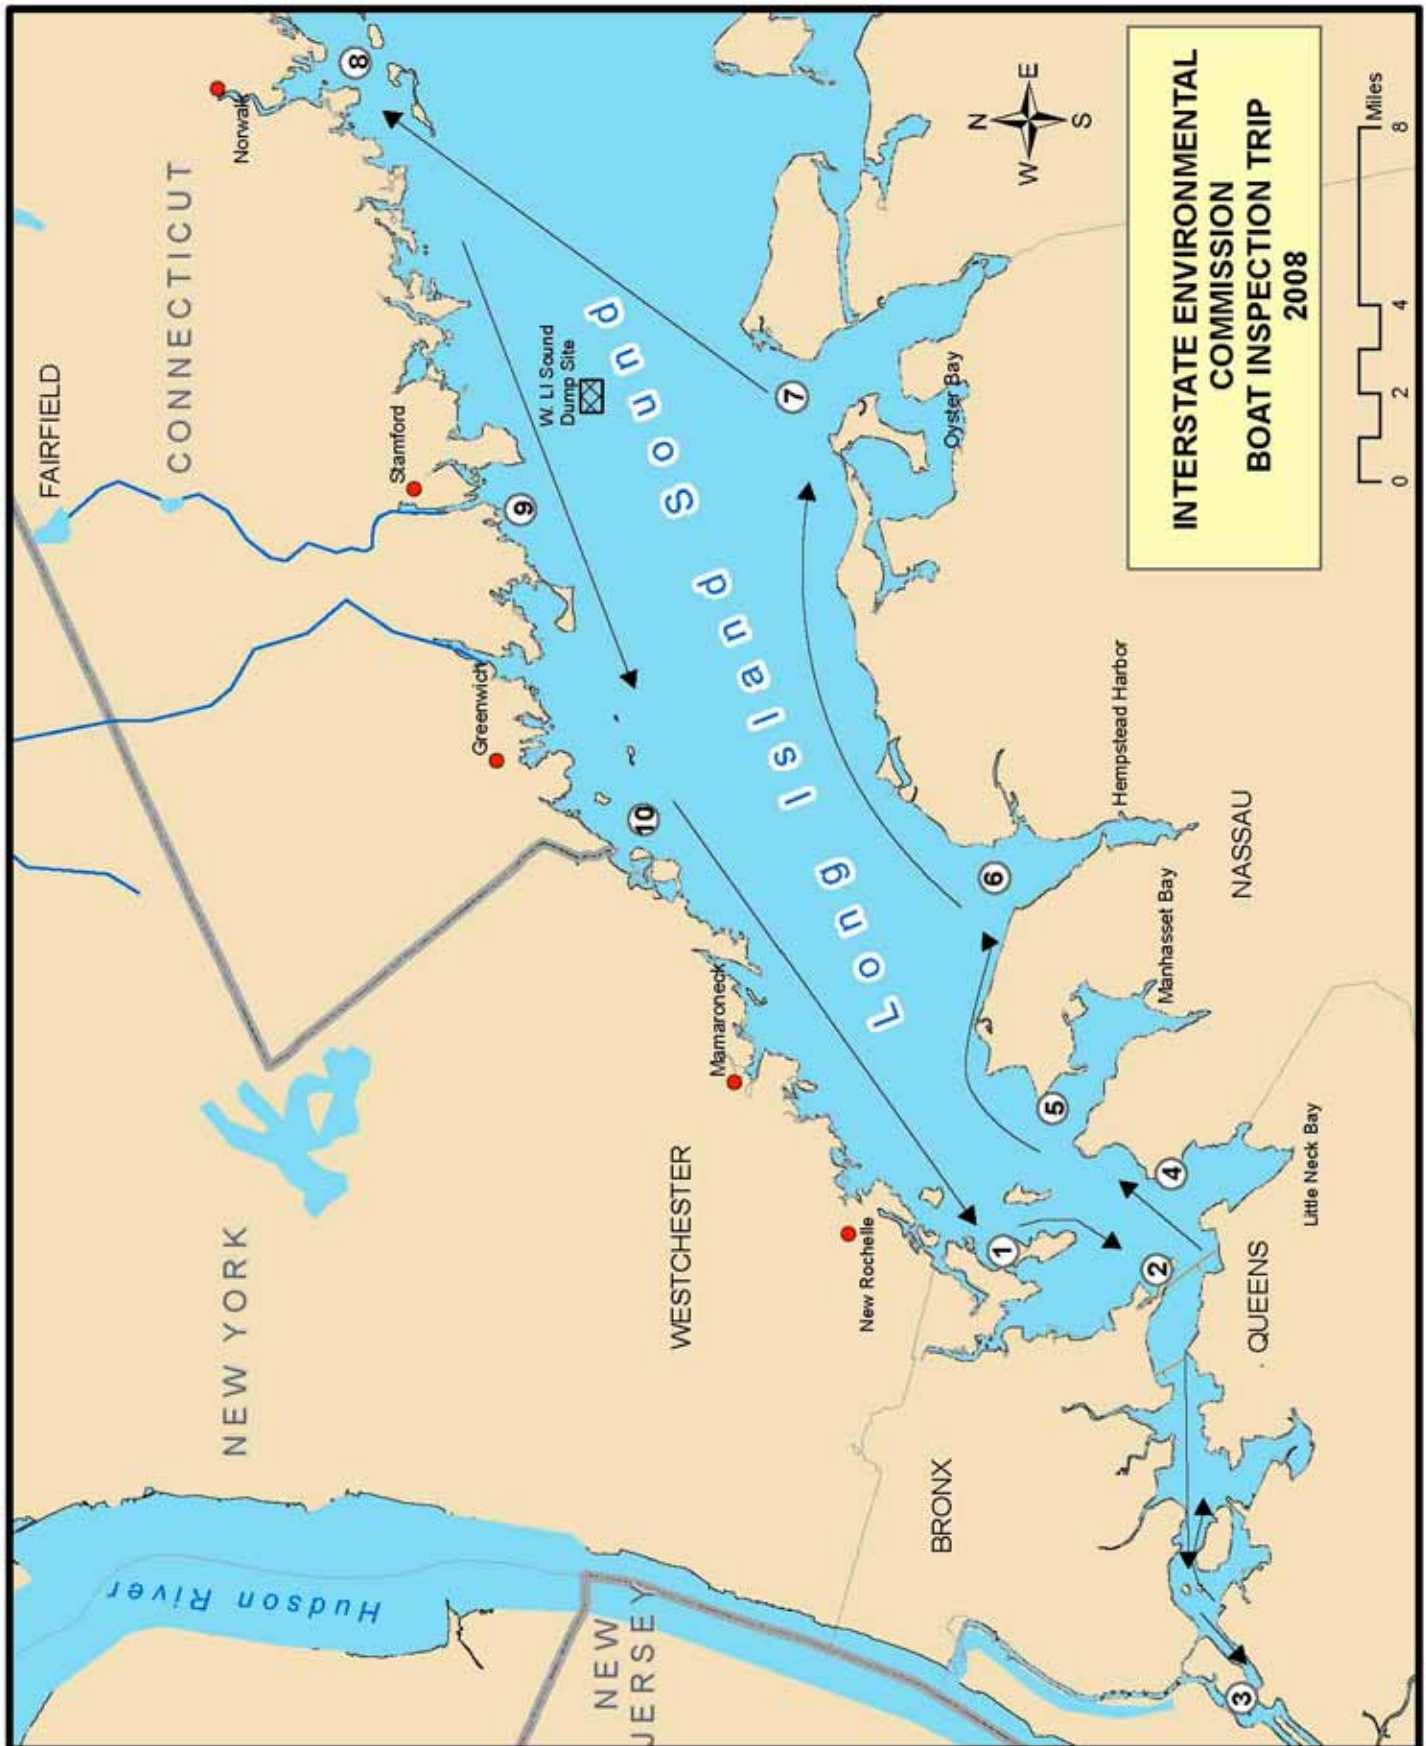 FAIRFIELD
CONNECTICUT
Norwalk
8
Stamford
9
W. LI Sound
Dump Site
Greenwich
10
NEW YORK
WESTCHESTER
Mamaroneck
New Rochelle
Long Island Sound
7
Oyster Bay
6
Hempstead Harbor
NASSAU
Manhasset Bay
5
4
Little Neck Bay
1
2
QUEENS
BRONX
3
Hudson River
NEW
JERSEY
N
W
E
S
INTERSTATE ENVIRONMENTAL
COMMISSION
BOAT INSPECTION TRIP
2008
0 2 4 8
Miles